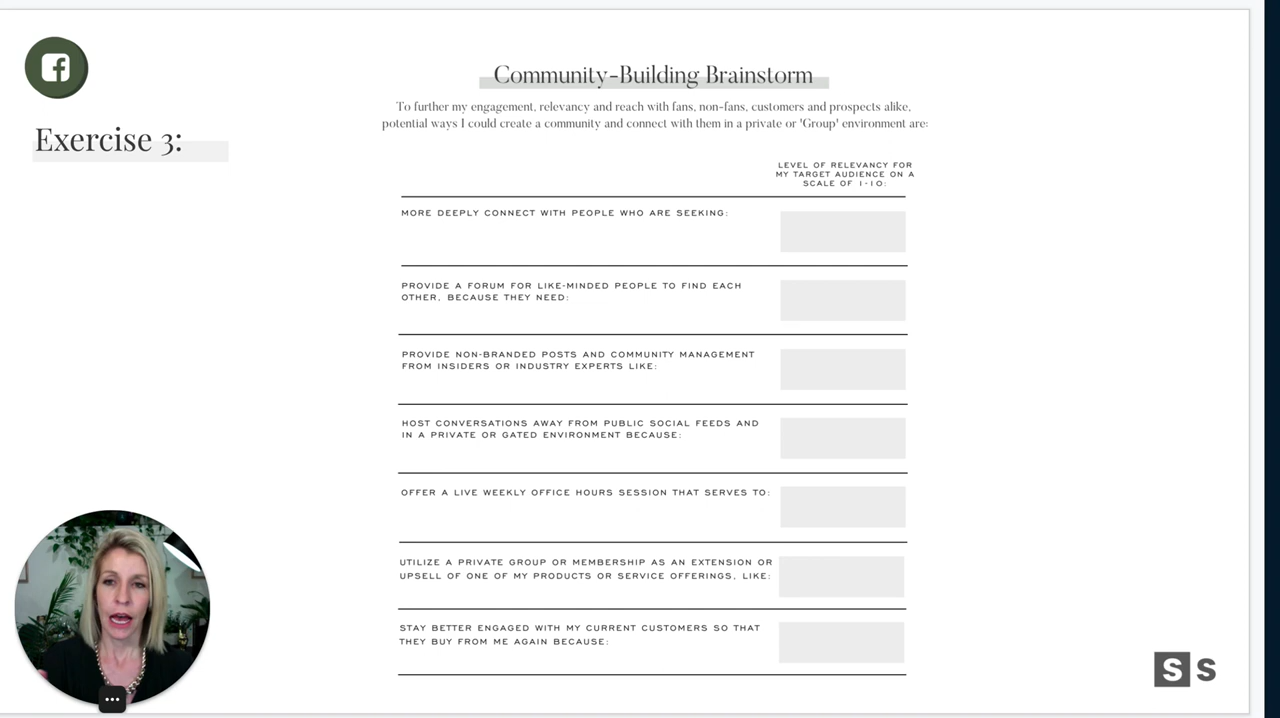 Exercise 3:
Community-Building Brainstorm
To further my engagement, relevancy and reach with fans, non-fans, customers and prospects alike,
potential ways I could create a community and connect with them in a private or 'Group' environment are:
LEVEL OF RELEVANCY FOR
MY TARGET AUDIENCE ON A
SCALE OF 1-10:
MORE DEEPLY CONNECT WITH PEOPLE WHO ARE SEEKING:
PROVIDE A FORUM FOR LIKE-MINDED PEOPLE TO FIND EACH
OTHER, BECAUSE THEY NEED:
PROVIDE NON-BRANDED POSTS AND COMMUNITY MANAGEMENT
FROM INSIDERS OR INDUSTRY EXPERTS LIKE:
HOST CONVERSATIONS AWAY FROM PUBLIC SOCIAL FEEDS AND
IN A PRIVATE OR GATED ENVIRONMENT BECAUSE:
OFFER A LIVE WEEKLY OFFICE HOURS SESSION THAT SERVES TO:
UTILIZE A PRIVATE GROUP OR MEMBERSHIP AS AN EXTENSION OR
UPSELL OF ONE OF MY PRODUCTS OR SERVICE OFFERINGS, LIKE:
STAY BETTER ENGAGED WITH MY CURRENT CUSTOMERS SO THAT
THEY BUY FROM ME AGAIN BECAUSE:
S S